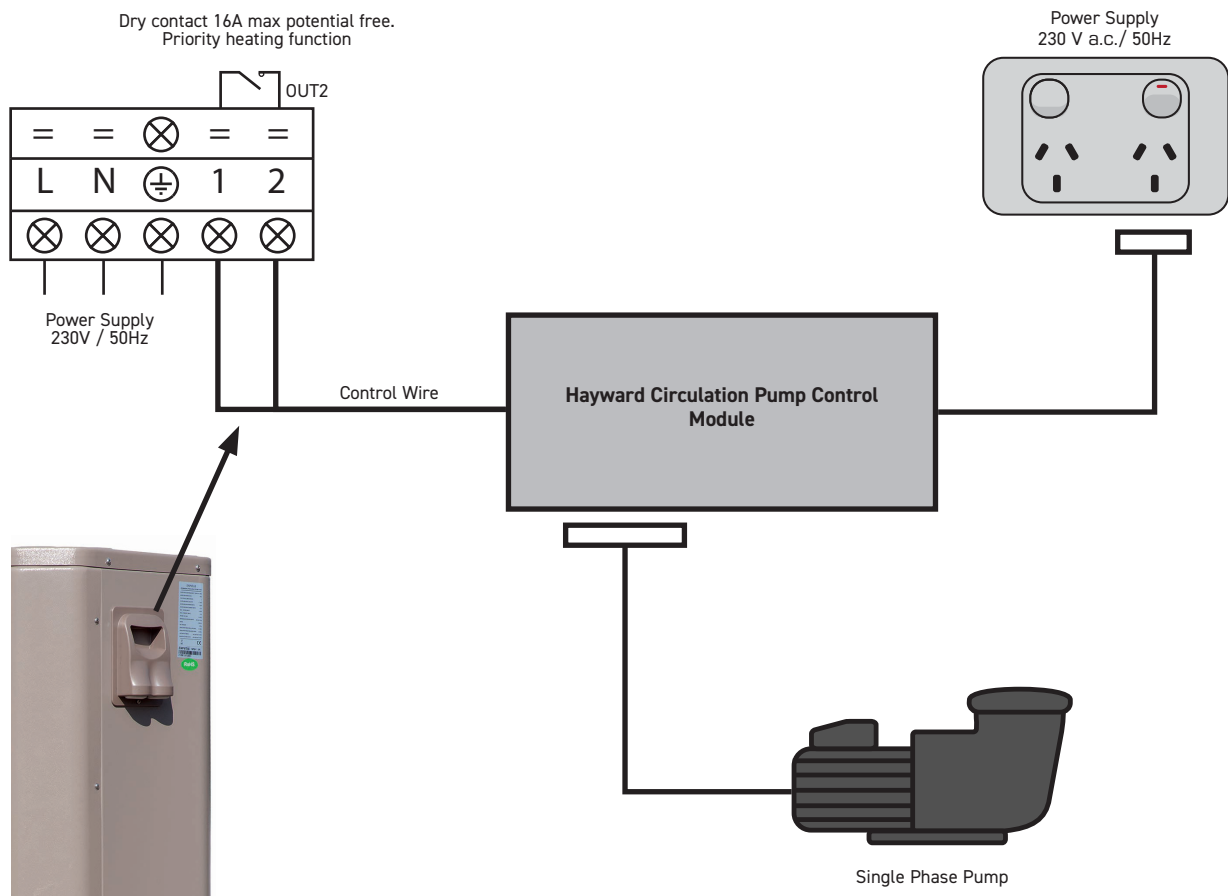 Dry contact 16A max potential free.
Priority heating function
OUT2
Power Supply
230 V a.c./ 50Hz
= = = =
L N 1 2
Power Supply
230V / 50Hz
Control Wire
Hayward Circulation Pump Control
Module
RoHS
Single Phase Pump